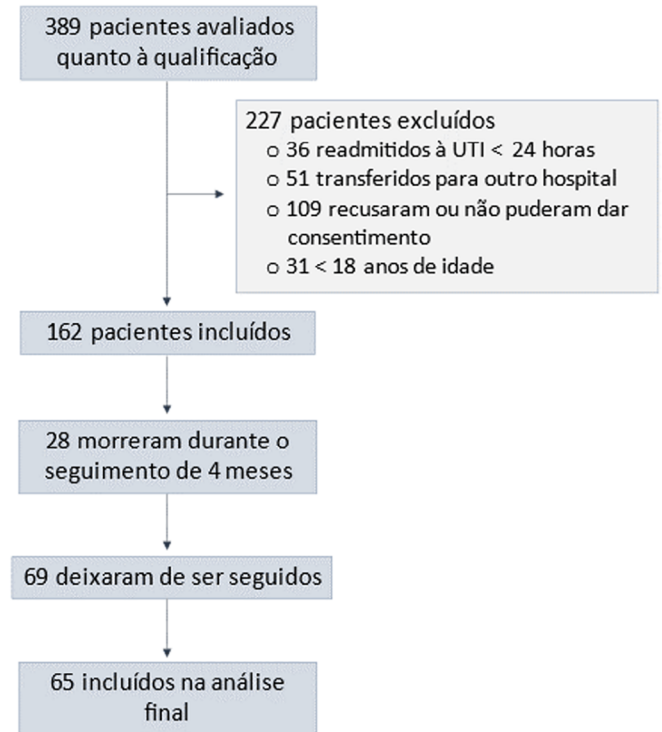 389 pacientes avaliados
quanto à qualificação
227 pacientes excluídos
o 36 readmitidos à UTI < 24 horas
o 51 transferidos para outro hospital
o 109 recusaram ou não puderam dar
consentimento
o 31 < 18 anos de idade
162 pacientes incluídos
28 morreram durante o
seguimento de 4 meses
69 deixaram de ser seguidos
65 incluídos na análise
final